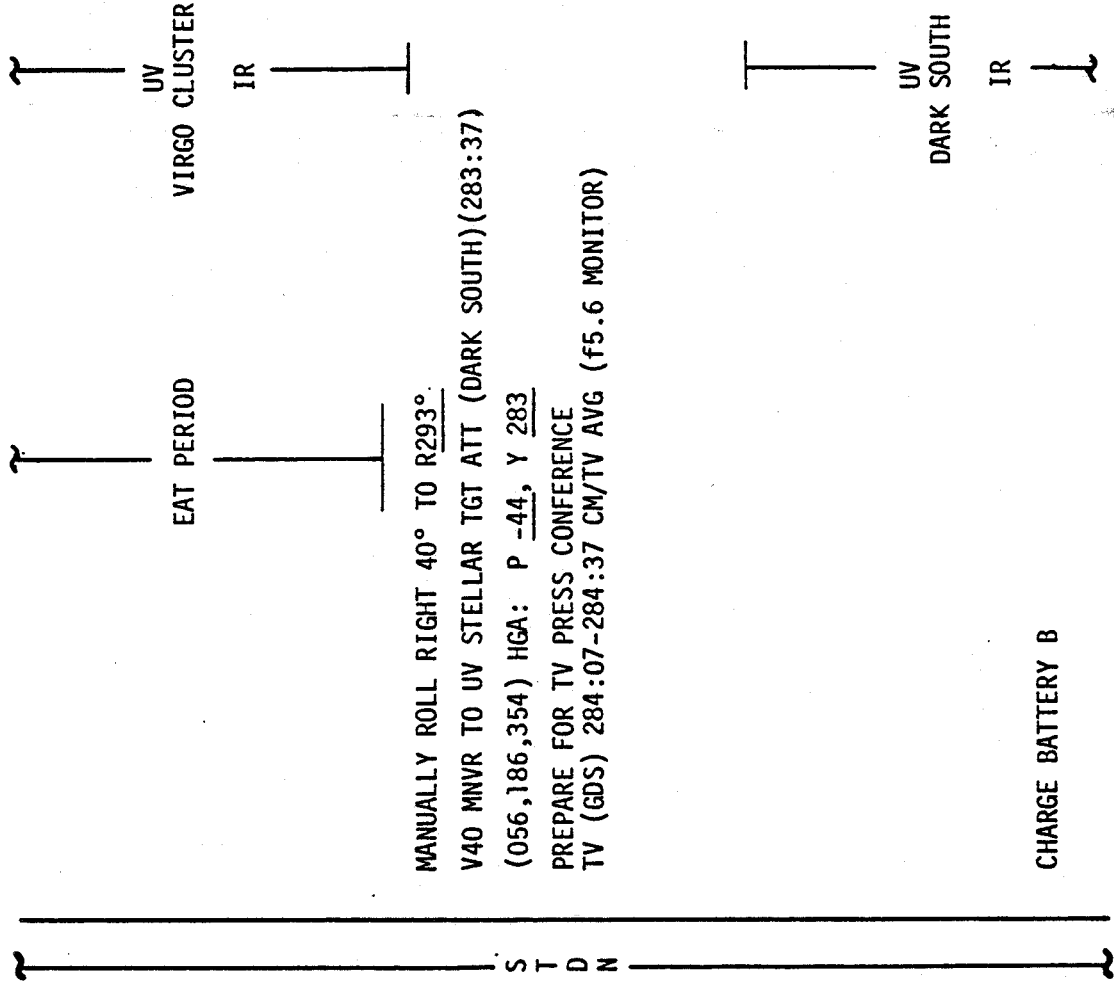 EAT PERIOD
UV
VIRGO CLUSTER
IR
MANUALLY ROLL RIGHT 40° TO R293°
V40 MNVR TO UV STELLAR TGT ATT (DARK SOUTH)(283:37)
(056,186,354) HGA: P -44, Y 283
PREPARE FOR TV PRESS CONFERENCE
TV (GDS) 284:07-284:37 CM/TV AVG (f5.6 MONITOR)
S
T
D
N
CHARGE BATTERY B
UV
DARK SOUTH
IR